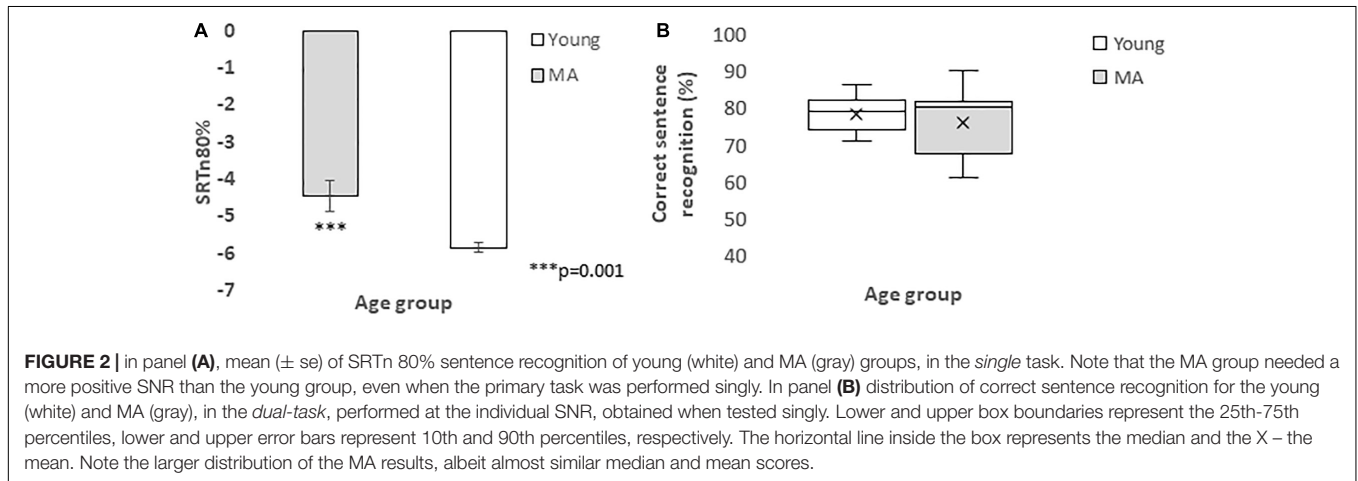 A
0
-1
-2
-3
-4
-5
-6
-7
SRTn80%
***
***p=0.001
Age group
Young
MA
B
100
90
80
70
60
50
40
Correct sentence
recognition (%)
Age group
Young
MA
FIGURE 2 | in panel (A), mean (± se) of SRTn 80% sentence recognition of young (white) and MA (gray) groups, in the single task. Note that the MA group needed a
more positive SNR than the young group, even when the primary task was performed singly. In panel (B) distribution of correct sentence recognition for the young
(white) and MA (gray), in the dual-task, performed at the individual SNR, obtained when tested singly. Lower and upper box boundaries represent the 25th-75th
percentiles, lower and upper error bars represent 10th and 90th percentiles, respectively. The horizontal line inside the box represents the median and the X – the
mean. Note the larger distribution of the MA results, albeit almost similar median and mean scores.